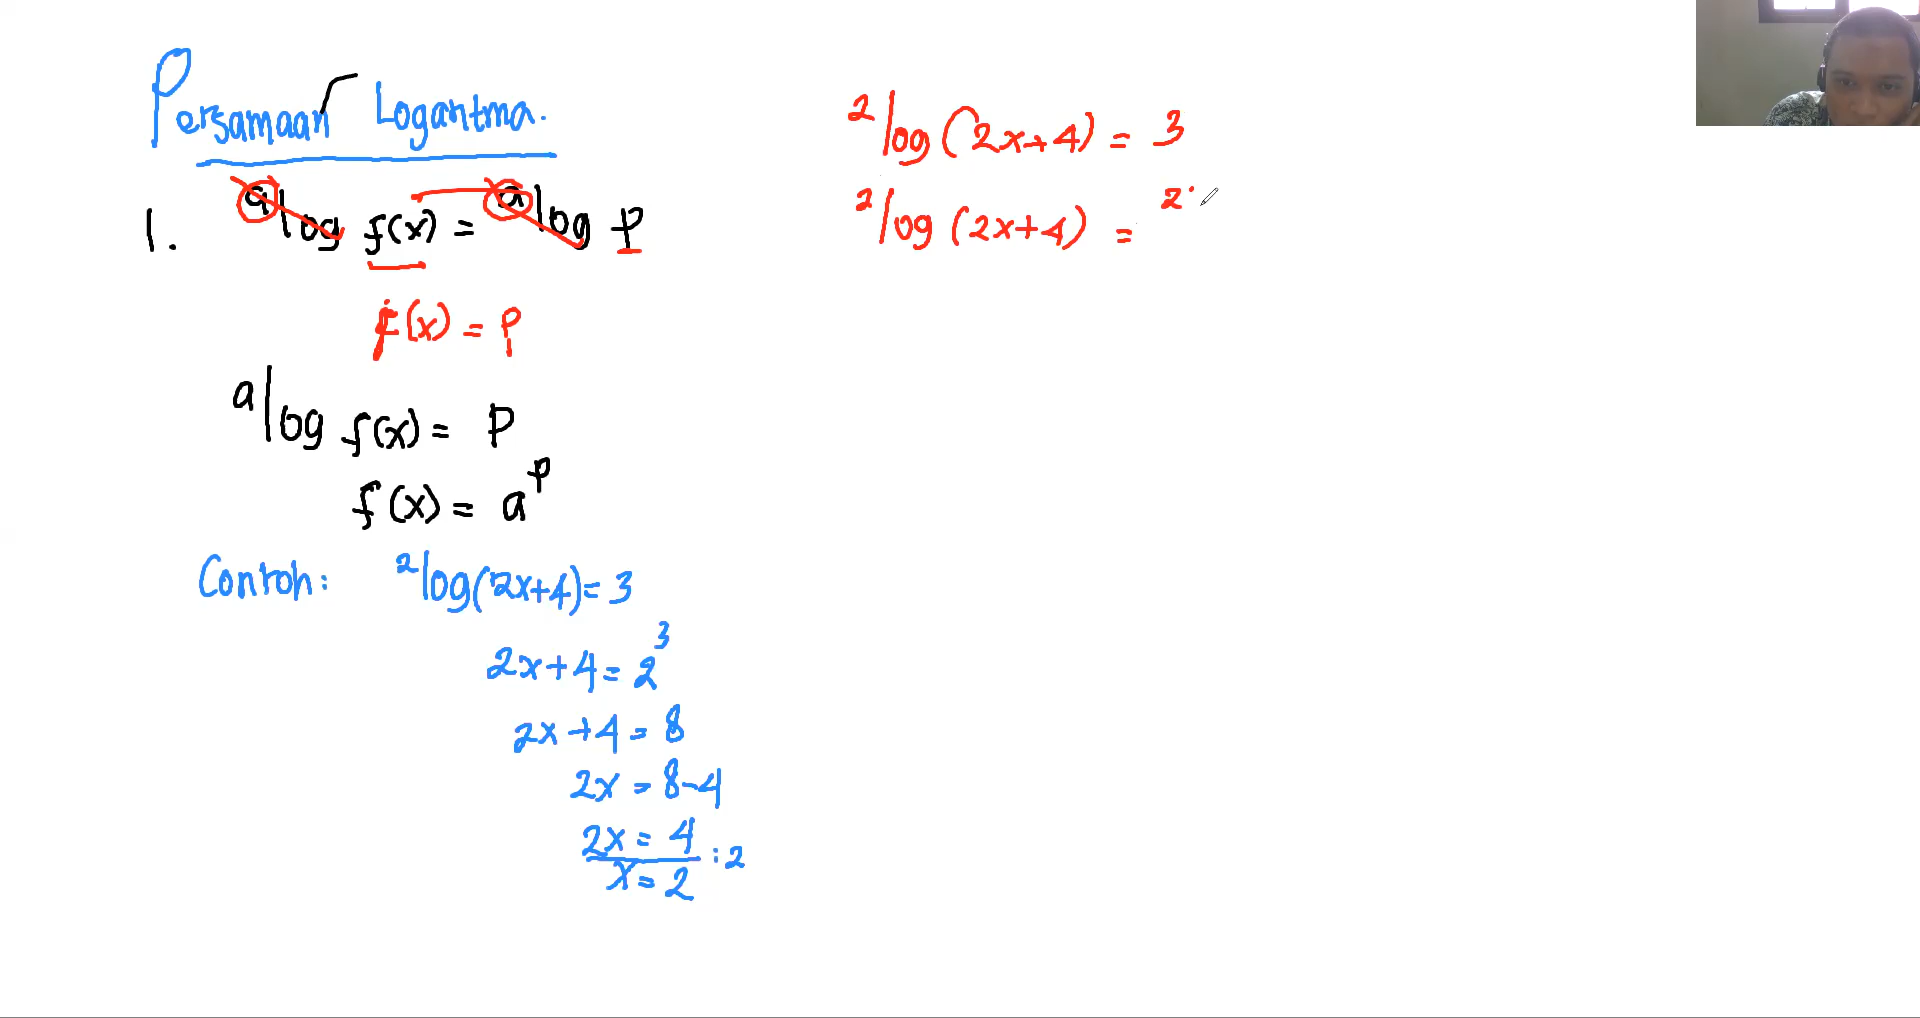 Persamaan Logaritma.
1. ᵃlog f(x) = ᵃlog P
f(x) = P
ᵃlog f(x) = P
f(x) = aᴾ
Contoh: ²log(2x+4) = 3
2x+4 = 2³
2x+4 = 8
2x = 8-4
2x = 4 :2
x = 2
²log(2x+4) = 3
²log(2x+4) = ²